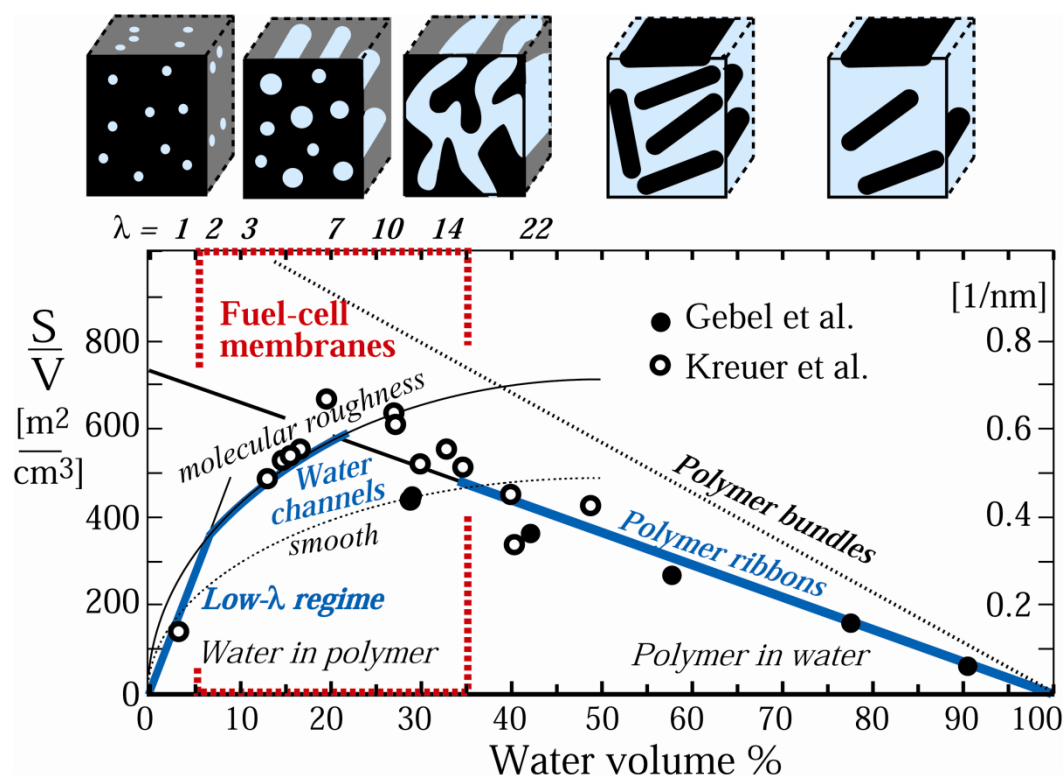 λ = 1 2 3 7 10 14 22
Fuel-cell
membranes
[1/nm]
Gebel et al.
Kreuer et al.
S
V
[m2
cm3]
800
600
400
200
0
0.8
0.6
0.4
0.2
0
molecular roughness
Water
channels
smooth
Low-λ regime
Water in polymer
Polymer bundles
Polymer ribbons
Polymer in water
0 10 20 30 40 50 60 70 80 90 100
Water volume %